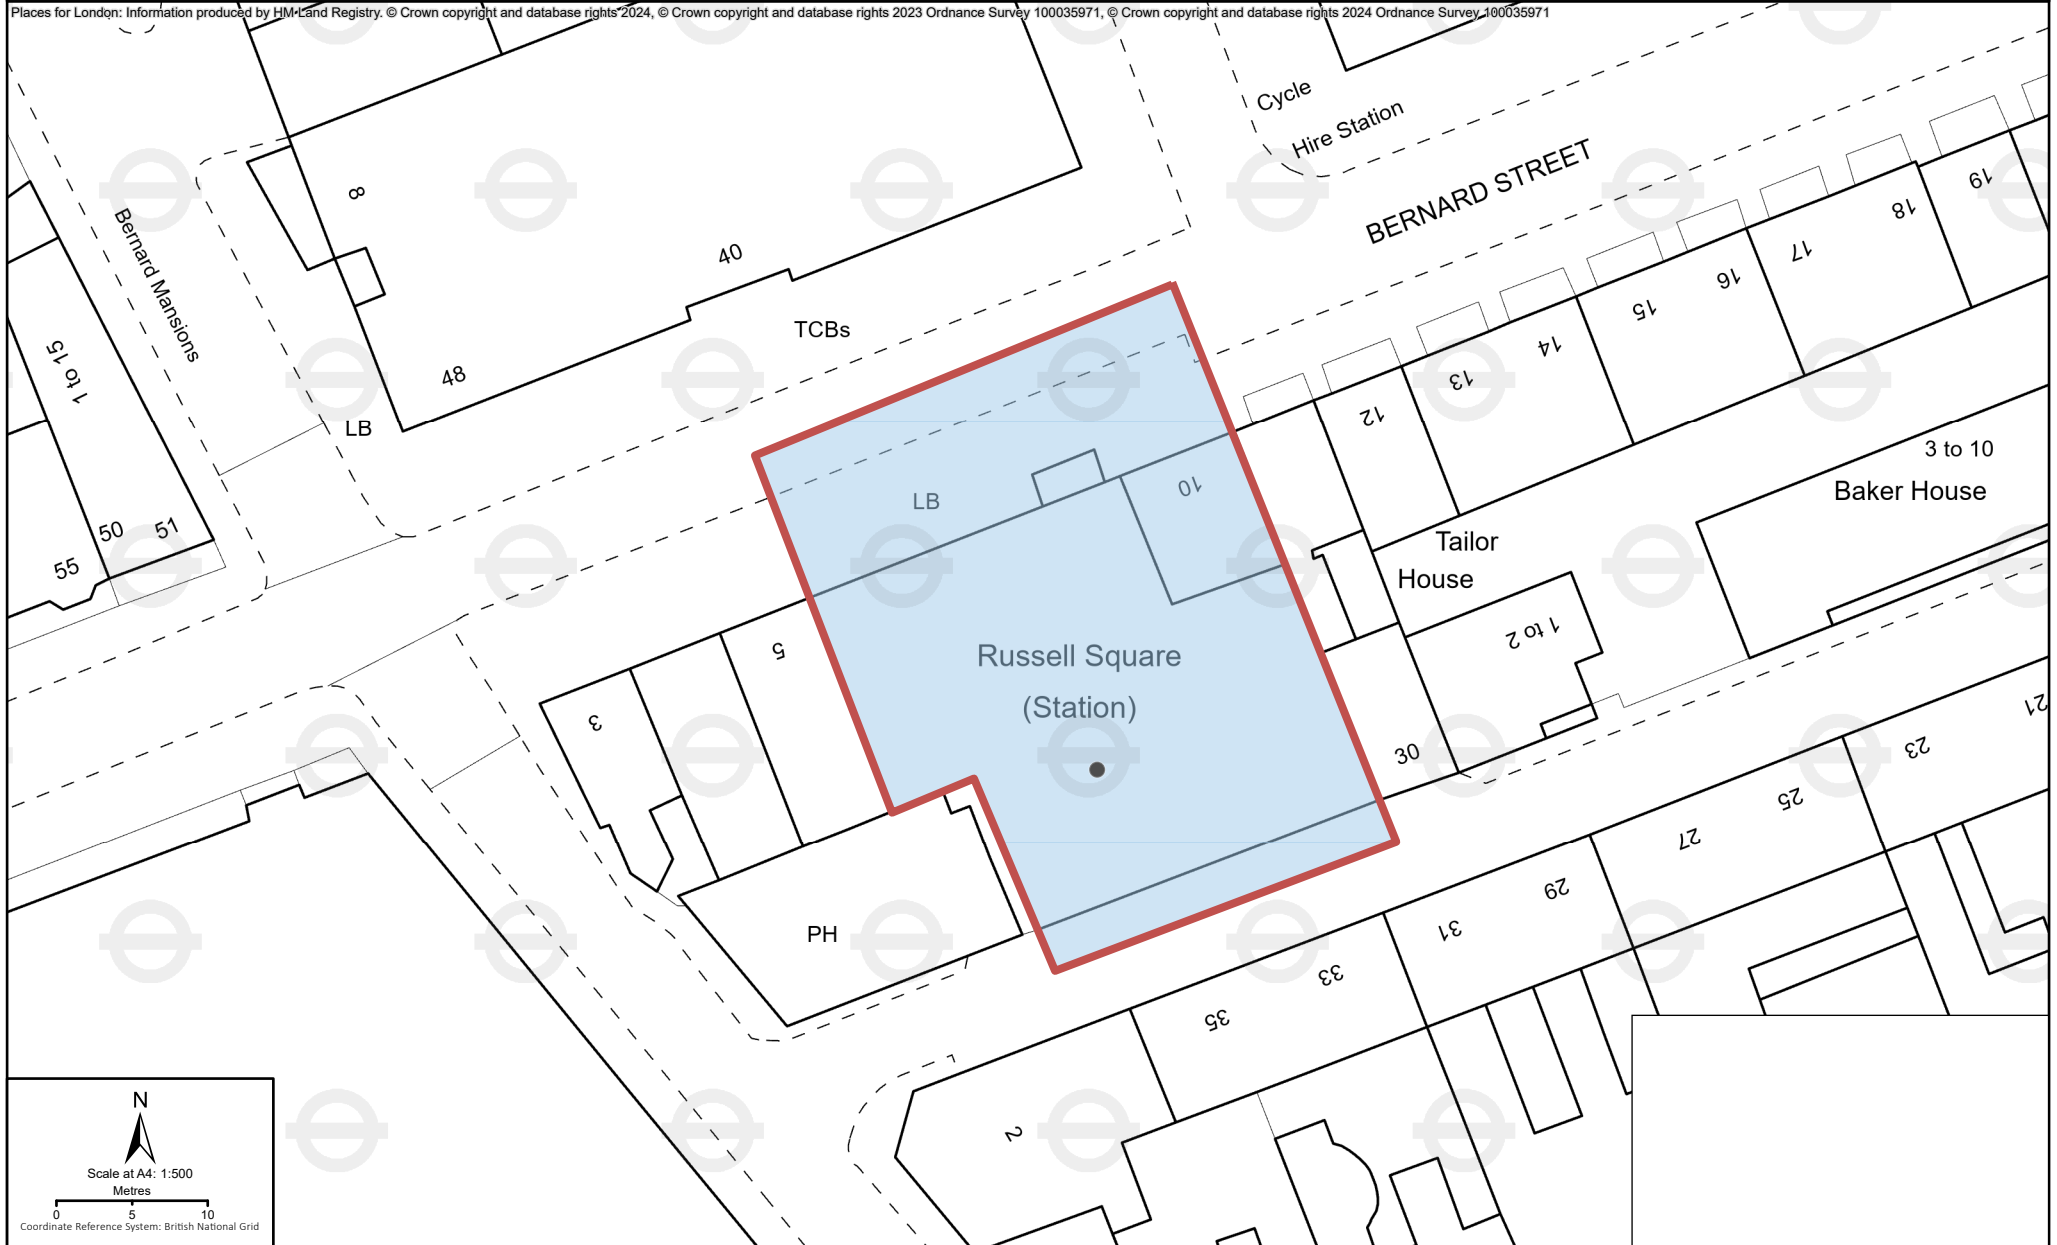 Places for London: Information produced by HM Land Registry. © Crown copyright and database rights 2024, © Crown copyright and database rights 2023 Ordnance Survey 100035971, © Crown copyright and database rights 2024 Ordnance Survey 100035971
Cycle
Hire Station
BERNARD STREET
8
40
19
18
17
16
15
14
13
12
Bernard Mansions
1 to 15
TCBs
48
LB
3 to 10
Baker House
LB
10
50
51
55
Tailor
House
1 to 2
5
Russell Square
(Station)
3
30
21
23
25
27
29
31
33
35
PH
2
N
Scale at A4: 1:500
Metres
0 5 10
Coordinate Reference System: British National Grid